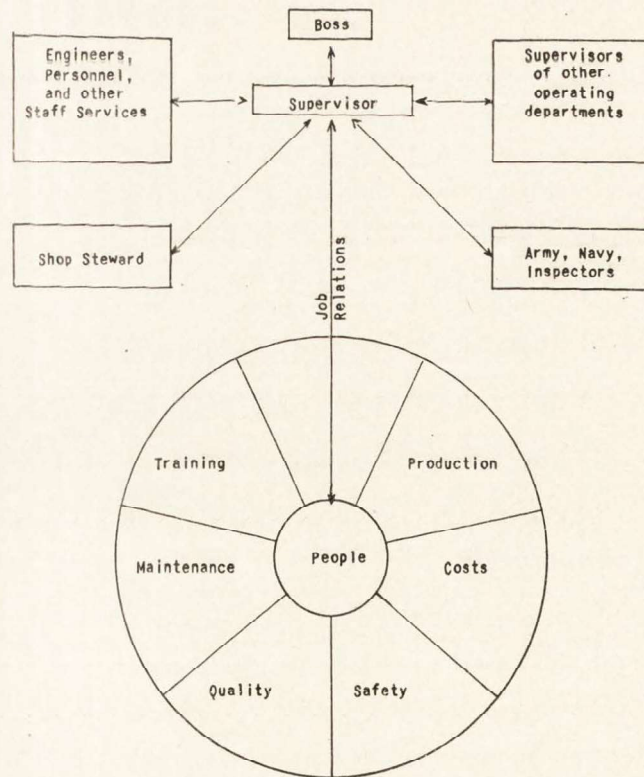 Boss
Engineers,
Personnel,
and other
Staff Services
Supervisor
Supervisors
of other
operating
departments
Shop Steward
Job
Relations
Army, Navy,
Inspectors
Training
Production
Maintenance
People
Costs
Quality
Safety